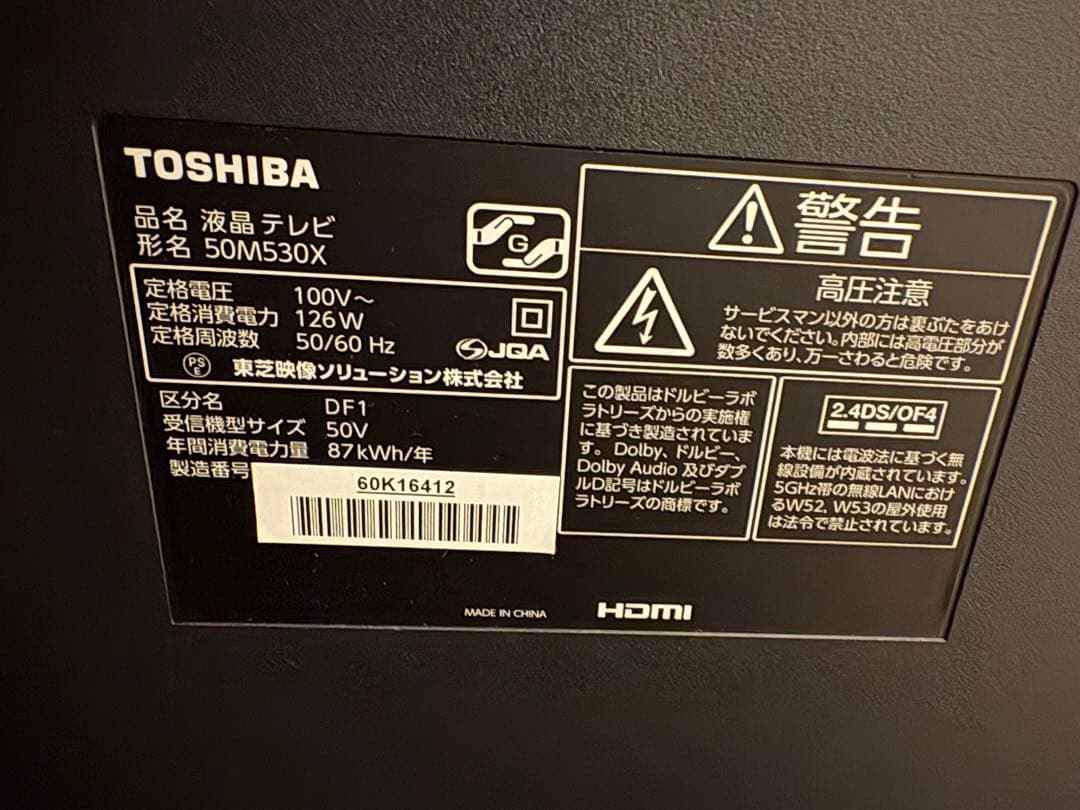 TOSHIBA
品名 液晶テレビ
形名 50M530X
G
定格電圧 100V～
定格消費電力 126W
定格周波数 50/60 Hz
JQA
PS
E
東芝映像ソリューション株式会社
区分名 DF1
受信機型サイズ 50V
年間消費電力量 87kWh/年
製造番号
60K16412
MADE IN CHINA
HDMI
警告
高圧注意
サービスマン以外の方は裏ぶたをあけ
ないでください。内部には高電圧部分が
数多くあり、万一さわると危険です。
この製品はドルビーラボ
ラトリーズからの実施権
に基づき製造されていま
す。Dolby、ドルビー、
Dolby Audio 及びダブ
ルD記号はドルビーラボ
ラトリーズの商標です。
2.4DS/OF4
本機には電波法に基づく無
線設備が内蔵されています。
5GHz帯の無線LANにおけ
るW52, W53の屋外使用
は法令で禁止されています。